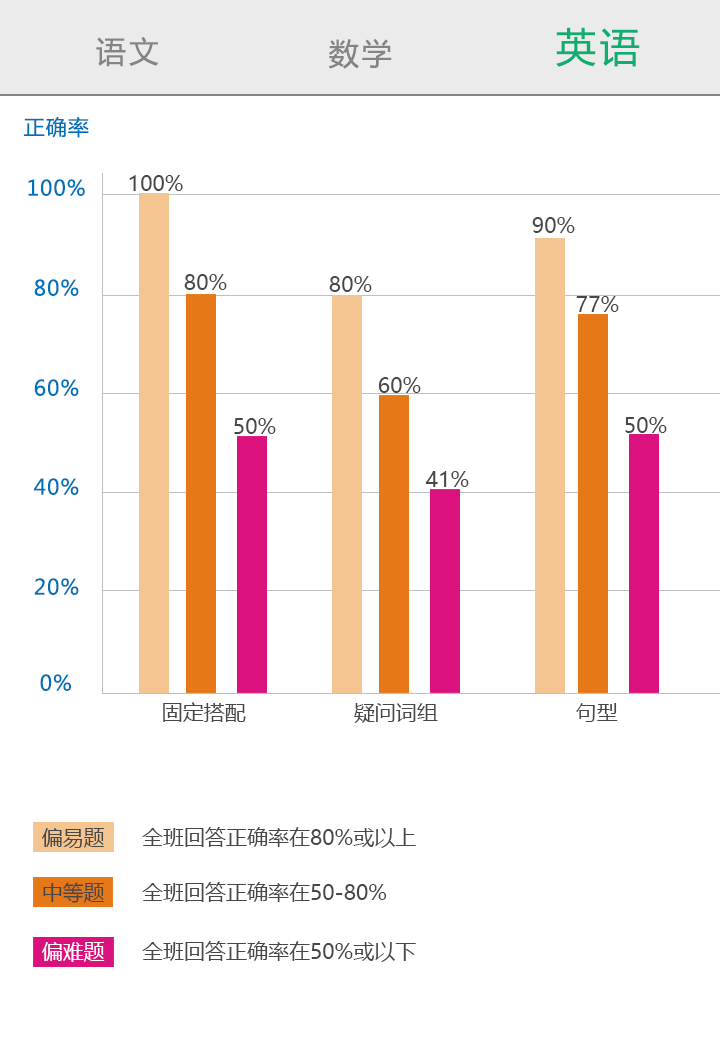 语文 数学 英语
正确率
100%
80%
60%
40%
20%
0%
100% 80% 50%
80% 60% 41%
90% 77% 50%
固定搭配 疑问词组 句型
偏易题 全班回答正确率在80%或以上
中等题 全班回答正确率在50-80%
偏难题 全班回答正确率在50%或以下